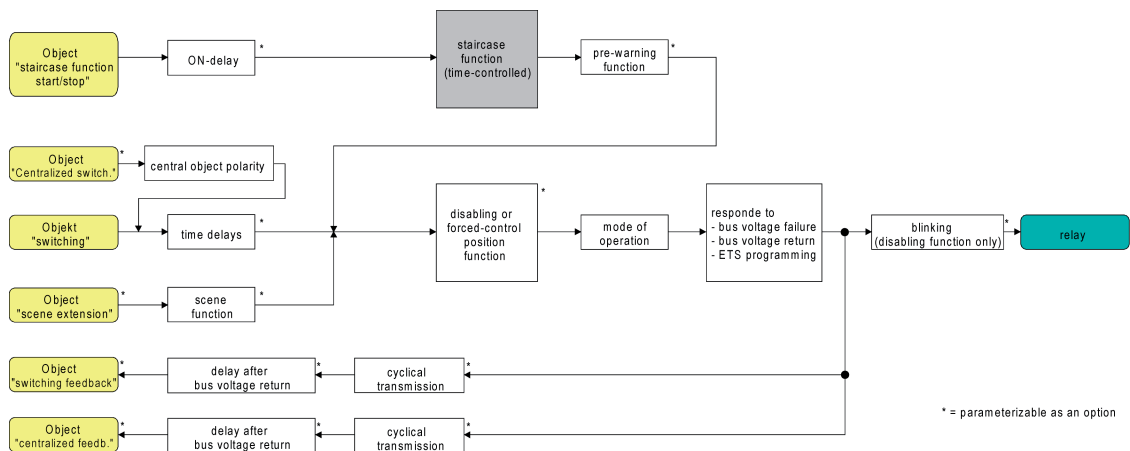 Object
"staircase function
start/stop"
*
ON-delay
staircase
function
(time-controlled)
*
pre-warning
function
Object
"Centralized switch."
*
central object polarity
Objekt
"switching"
*
time delays
*
disabling or
forced-control
position
function
mode of
operation
responde to
- bus voltage failure
- bus voltage return
- ETS programming
*
blinking
(disabling function only)
relay
Object
"scene extension"
*
*
scene
function
Object
"switching feedback"
*
*
delay after
bus voltage return
*
cyclical
transmission
* = parameterizable as an option
Object
"centralized feedb."
*
*
delay after
bus voltage return
*
cyclical
transmission